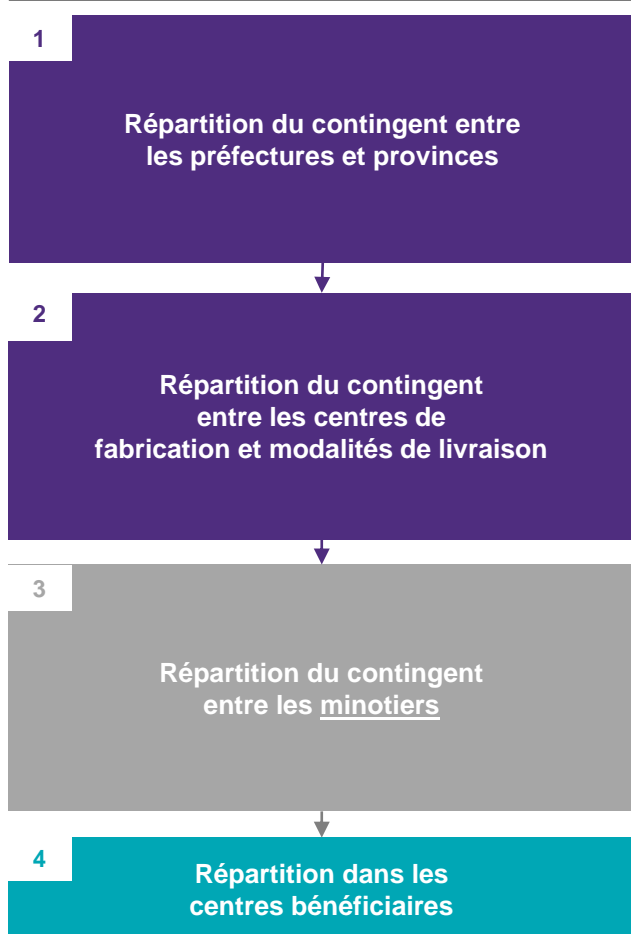 1
Répartition du contingent entre
les préfectures et provinces
2
Répartition du contingent
entre les centres de
fabrication et modalités de livraison
3
Répartition du contingent
entre les minotiers
4
Répartition dans les
centres bénéficiaires